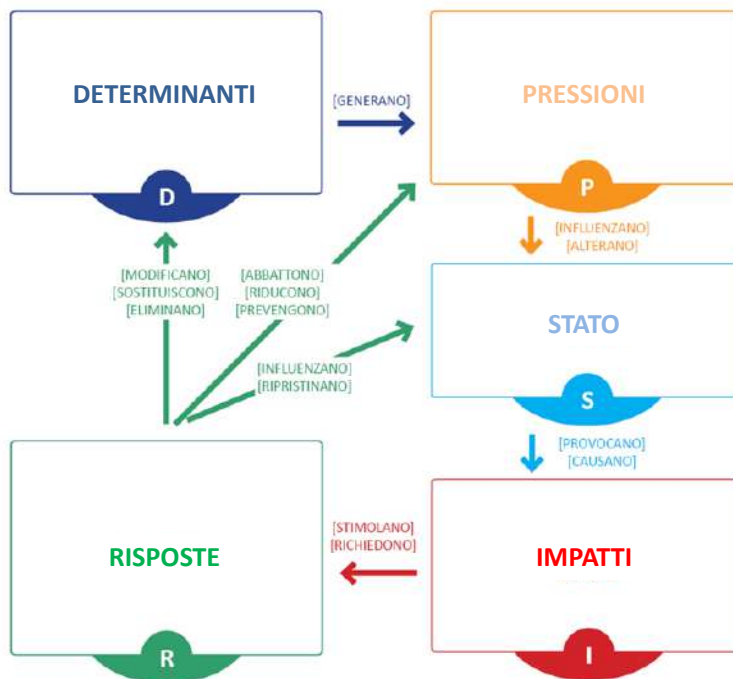 DETERMINANTI
[GENERANO]
PRESSIONI
D
P
[INFLUENZANO]
[ALTERANO]
[MODIFICANO]
[SOSTITUISCONO]
[ELIMINANO]
[ABBATTONO]
[RIDUCONO]
[PREVENGONO]
STATO
[INFLUENZANO]
[RIPRISTINANO]
S
[PROVOCANO]
[CAUSANO]
RISPOSTE
[STIMOLANO]
[RICHIEDONO]
IMPATTI
R
I